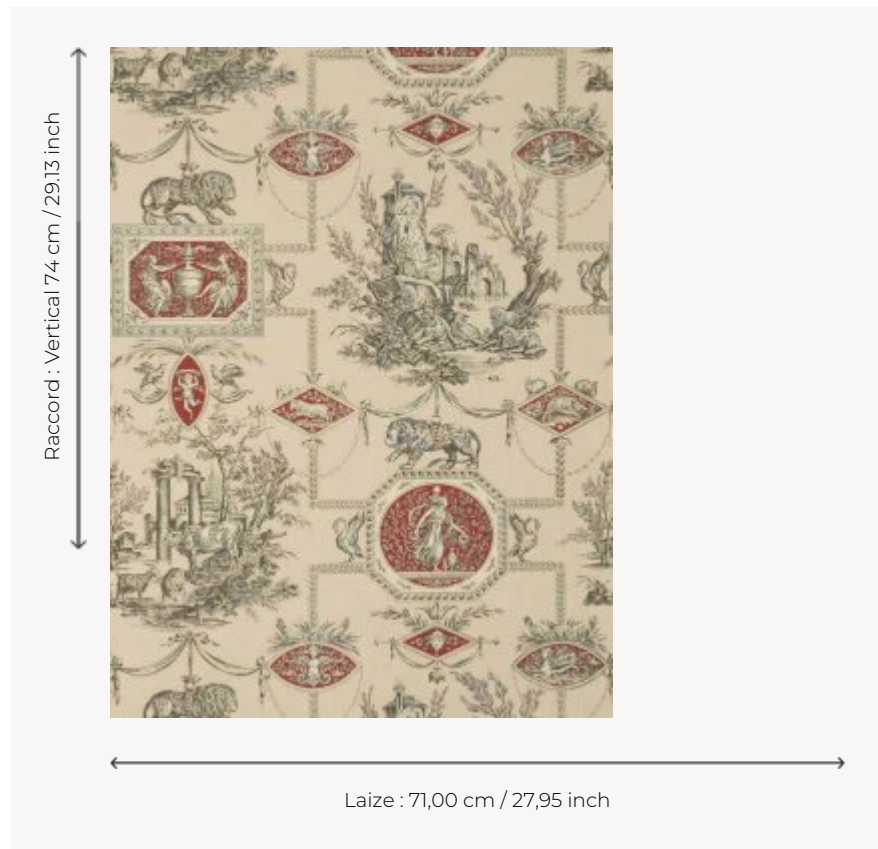 Raccord : Vertical 74 cm / 29.13 inch
Laize : 71,00 cm / 27,95 inch